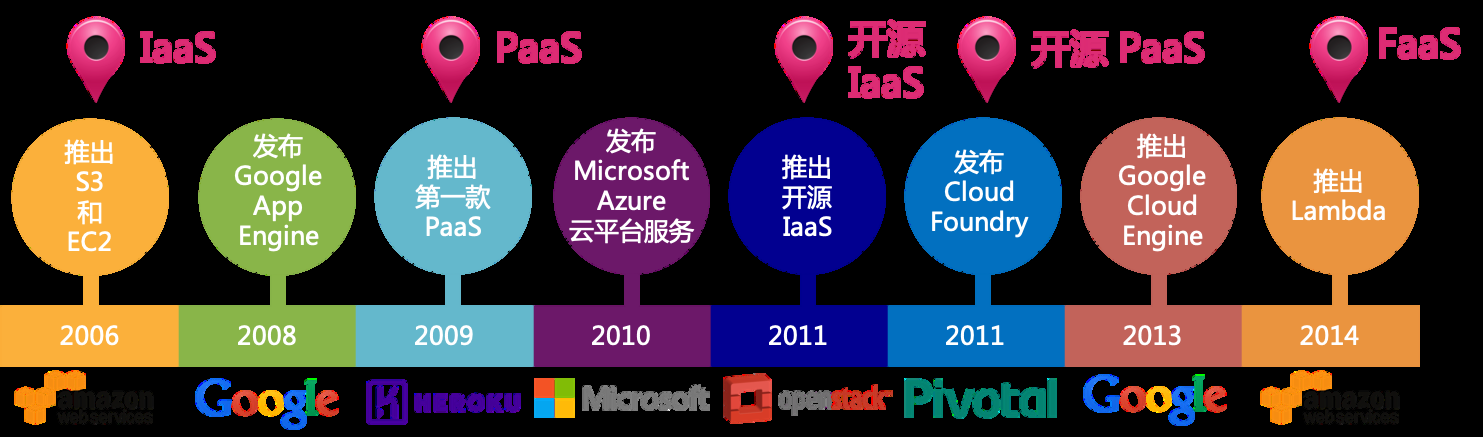 IaaS
PaaS
开源
IaaS
开源 PaaS
FaaS
推出
S3
和
EC2
发布
Google
App
Engine
推出
第一款
PaaS
发布
Microsoft
Azure
云平台服务
推出
开源
IaaS
发布
Cloud
Foundry
推出
Google
Cloud
Engine
推出
Lambda
2006
2008
2009
2010
2011
2011
2013
2014
amazon
web services
Google
HEROKU
Microsoft
openstack
Pivotal
Google
amazon
web services